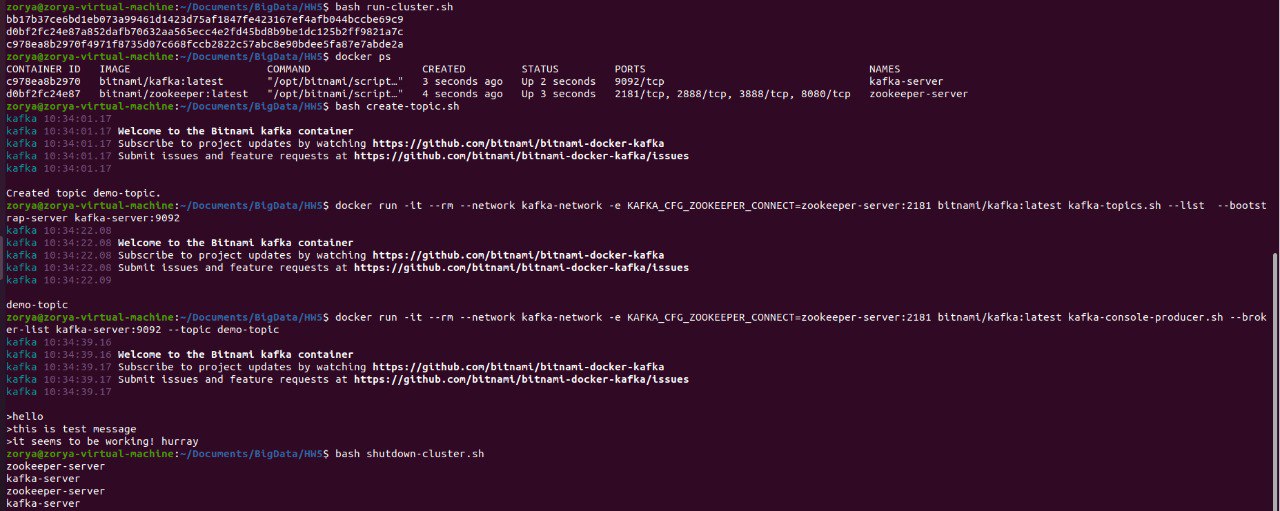 zorya@zorya-virtual-machine:~/Documents/BigData/HW5$ bash run-cluster.sh
bb17b37ce6bd1eb073a99461d1423d75af1847fe423167ef4afb044bccbe69c9
d0bf2fc24e87a852dafb70632aa565ecc4e2fd45bd8b9be1dc125b2ff9821a7c
c978ea8b2970f4971f8735d07c668fccb2822c57abc8e90bdee5fa87e7abde2a
zorya@zorya-virtual-machine:~/Documents/BigData/HW5$ docker ps
CONTAINER ID   IMAGE                      COMMAND                  CREATED         STATUS         PORTS                                    NAMES
c978ea8b2970   bitnami/kafka:latest       "/opt/bitnami/script…"   3 seconds ago   Up 2 seconds   9092/tcp                                 kafka-server
d0bf2fc24e87   bitnami/zookeeper:latest   "/opt/bitnami/script…"   4 seconds ago   Up 3 seconds   2181/tcp, 2888/tcp, 3888/tcp, 8080/tcp   zookeeper-server
zorya@zorya-virtual-machine:~/Documents/BigData/HW5$ bash create-topic.sh
kafka 10:34:01.17
kafka 10:34:01.17 Welcome to the Bitnami kafka container
kafka 10:34:01.17 Subscribe to project updates by watching https://github.com/bitnami/bitnami-docker-kafka
kafka 10:34:01.17 Submit issues and feature requests at https://github.com/bitnami/bitnami-docker-kafka/issues
kafka 10:34:01.17
Created topic demo-topic.
zorya@zorya-virtual-machine:~/Documents/BigData/HW5$ docker run -it --rm --network kafka-network -e KAFKA_CFG_ZOOKEEPER_CONNECT=zookeeper-server:2181 bitnami/kafka:latest kafka-topics.sh --list  --bootst
rap-server kafka-server:9092
kafka 10:34:22.08
kafka 10:34:22.08 Welcome to the Bitnami kafka container
kafka 10:34:22.08 Subscribe to project updates by watching https://github.com/bitnami/bitnami-docker-kafka
kafka 10:34:22.08 Submit issues and feature requests at https://github.com/bitnami/bitnami-docker-kafka/issues
kafka 10:34:22.09
demo-topic
zorya@zorya-virtual-machine:~/Documents/BigData/HW5$ docker run -it --rm --network kafka-network -e KAFKA_CFG_ZOOKEEPER_CONNECT=zookeeper-server:2181 bitnami/kafka:latest kafka-console-producer.sh --brok
er-list kafka-server:9092 --topic demo-topic
kafka 10:34:39.16
kafka 10:34:39.16 Welcome to the Bitnami kafka container
kafka 10:34:39.17 Subscribe to project updates by watching https://github.com/bitnami/bitnami-docker-kafka
kafka 10:34:39.17 Submit issues and feature requests at https://github.com/bitnami/bitnami-docker-kafka/issues
kafka 10:34:39.17
>hello
>this is test message
>it seems to be working! hurray
zorya@zorya-virtual-machine:~/Documents/BigData/HW5$ bash shutdown-cluster.sh
zookeeper-server
kafka-server
zookeeper-server
kafka-server